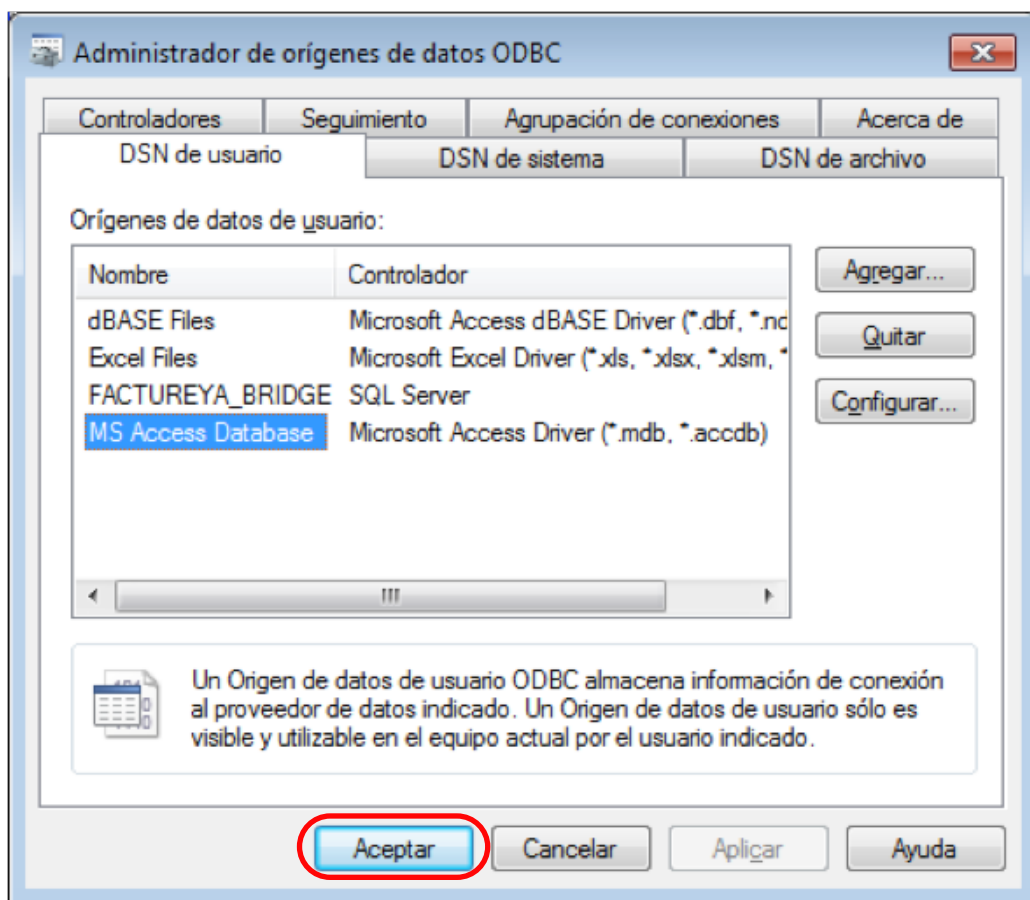 Administrador de orígenes de datos ODBC
Controladores Seguimiento Agrupación de conexiones Acerca de
DSN de usuario DSN de sistema DSN de archivo
Orígenes de datos de usuario:
Nombre Controlador
Agregar...
dBASE Files Microsoft Access dBASE Driver (*.dbf, *.nd
Quitar
Excel Files Microsoft Excel Driver (*.xls, *.xlsx, *.xlsm, *
FACTUREYA_BRIDGE SQL Server
Configurar...
MS Access Database Microsoft Access Driver (*.mdb, *.accdb)
Un Origen de datos de usuario ODBC almacena información de conexión
al proveedor de datos indicado. Un Origen de datos de usuario sólo es
visible y utilizable en el equipo actual por el usuario indicado.
Aceptar Cancelar Aplicar Ayuda